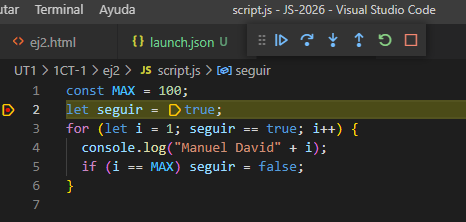 utar Terminal Ayuda script.js - JS-2026 - Visual Studio Code
ej2.html {} launch.json
UT1 > 1CT-1 > ej2 > JS script.js > seguir
1 const MAX = 100;
2 let seguir = true;
3 for (let i = 1; seguir == true; i++) {
4 console.log("Manuel David" + i);
5 if (i == MAX) seguir = false;
6 }
7